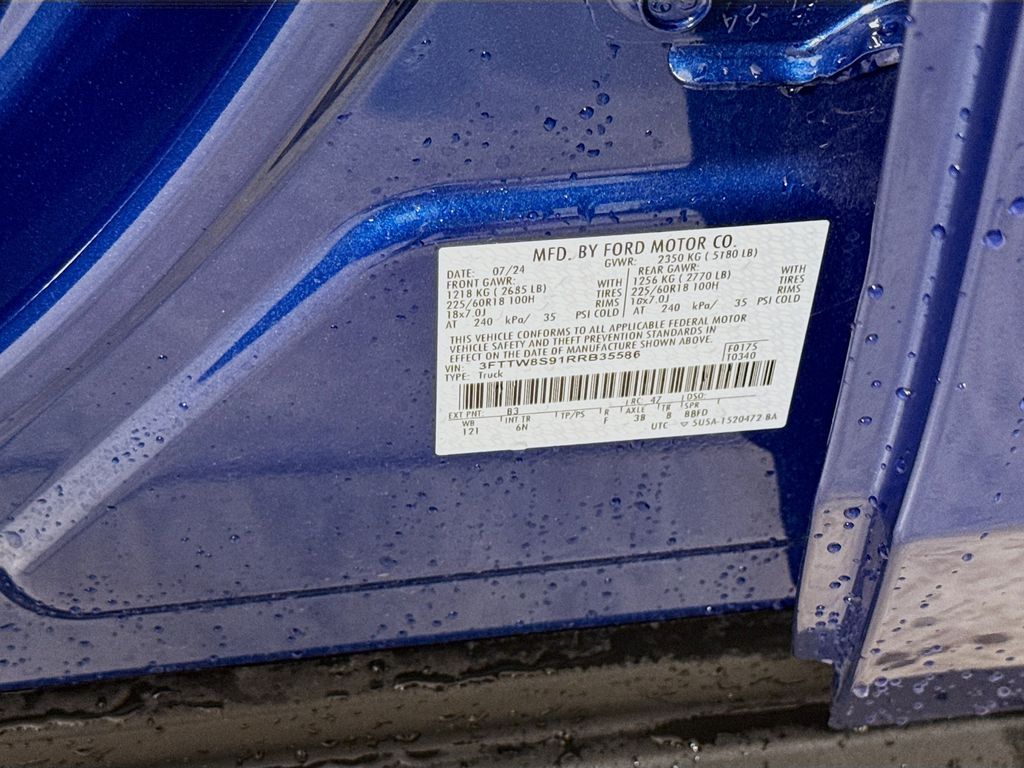 24
MFD. BY FORD MOTOR CO.
DATE: 07/24 GVWR: 2350 KG ( 5180 LB)
FRONT GAWR: REAR GAWR:
1218 KG ( 2685 LB) WITH 1256 KG ( 2770 LB) WITH
225/60R18 100H TIRES 225/60R18 100H TIRES
18x7.0J RIMS 18x7.0J RIMS
AT 240 kPa/ 35 PSI COLD AT 240 kPa/ 35 PSI COLD
THIS VEHICLE CONFORMS TO ALL APPLICABLE FEDERAL MOTOR
VEHICLE SAFETY AND THEFT PREVENTION STANDARDS IN
EFFECT ON THE DATE OF MANUFACTURE SHOWN ABOVE.
VIN: 3FTTW8S91RRB35586 F0175
TYPE: Truck T0340
EXT PNT: B3 RC: 47 DSO:
WB INT TR TP/PS R AXLE TR SPR
121 6N F 3B 8 8BFD
UTC 5U5A-1520472-BA